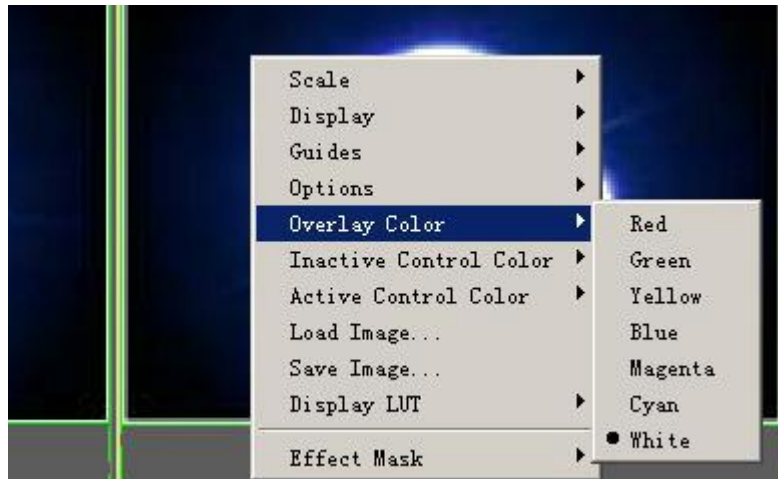 Scale
Display
Guides
Options
Overlay Color
Inactive Control Color
Active Control Color
Load Image...
Save Image...
Display LUT
Effect Mask
Red
Green
Yellow
Blue
Magenta
Cyan
White